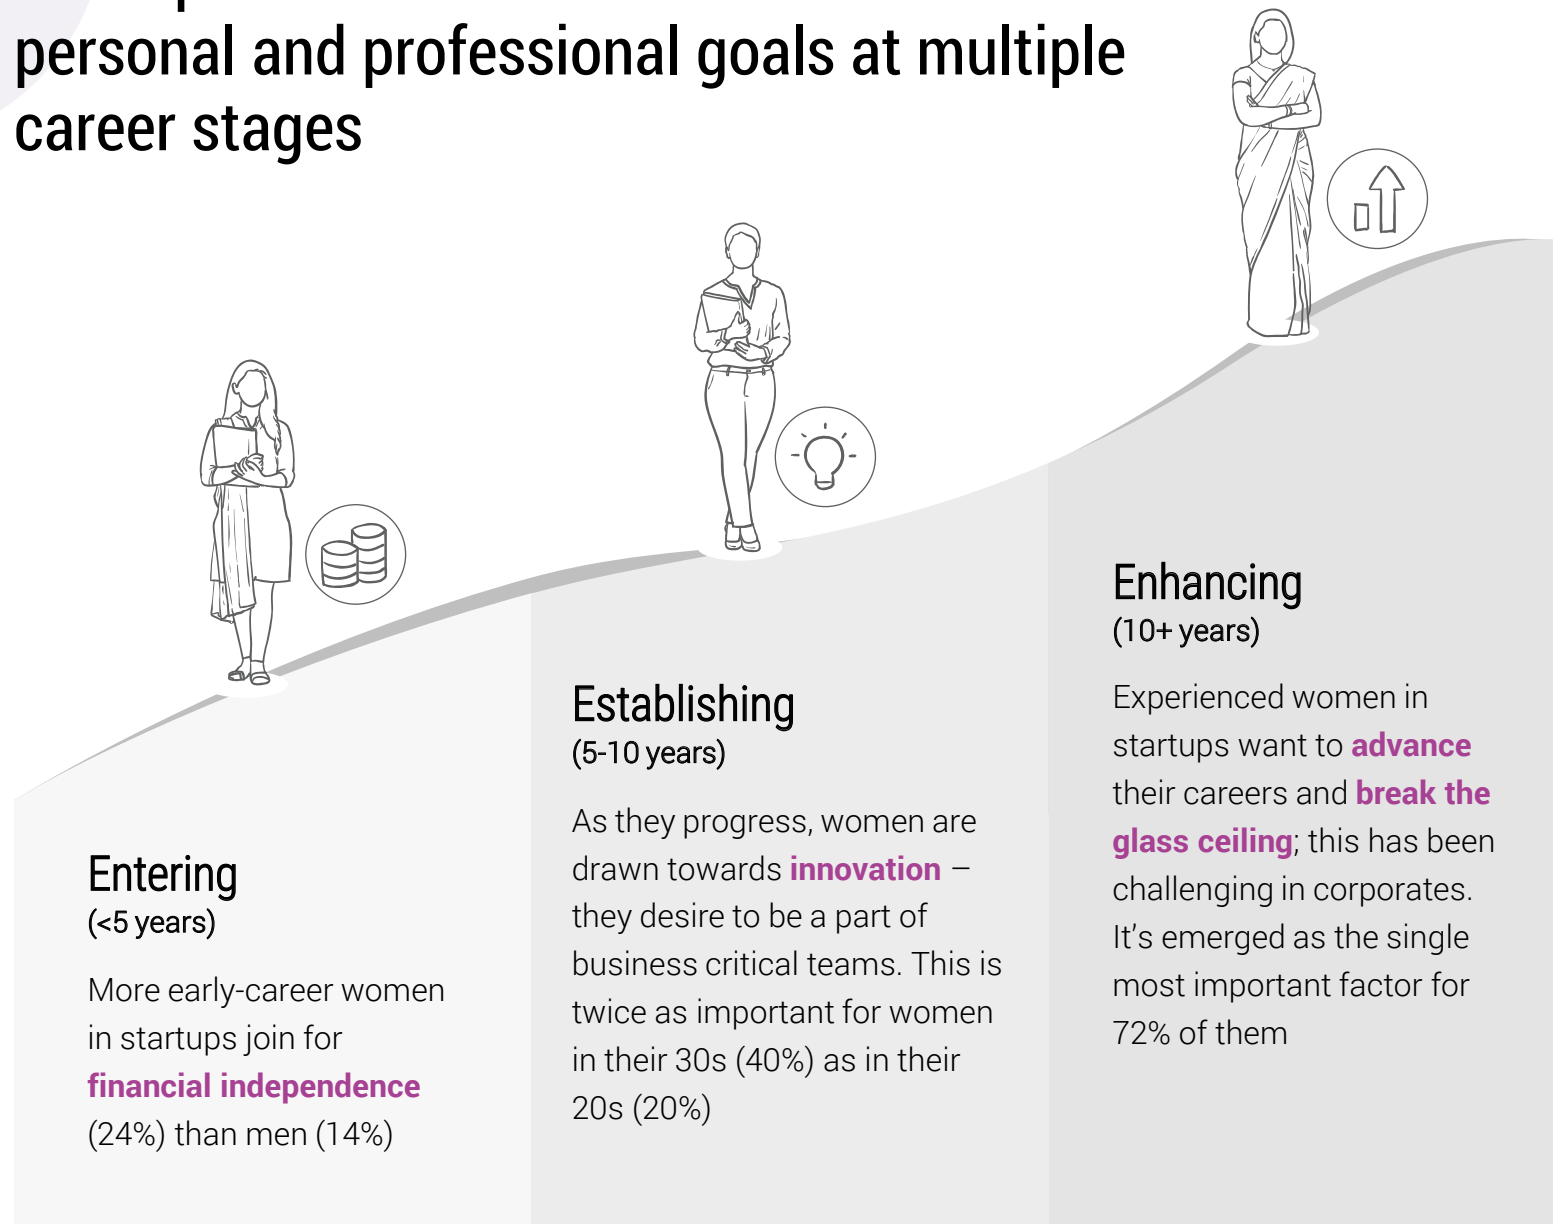 personal and professional goals at multiple
career stages
Entering
(<5 years)
More early-career women
in startups join for
financial independence
(24%) than men (14%)
Establishing
(5-10 years)
As they progress, women are
drawn towards innovation –
they desire to be a part of
business critical teams. This is
twice as important for women
in their 30s (40%) as in their
20s (20%)
Enhancing
(10+ years)
Experienced women in
startups want to advance
their careers and break the
glass ceiling; this has been
challenging in corporates.
It's emerged as the single
most important factor for
72% of them